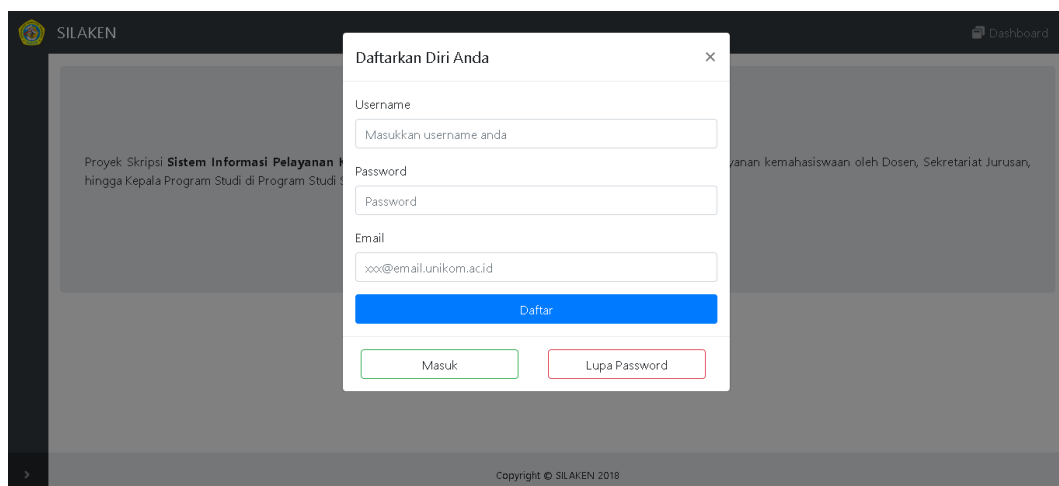 SILAKEN
Dashboard
Daftarkan Diri Anda
×
Username
Masukkan username anda
Proyek Skripsi Sistem Informasi Pelayanan
yanan kemahasiswaan oleh Dosen, Sekretariat Jurusan,
hingga Kepala Program Studi di Program Studi
Password
Password
Email
xxx@email.unikom.ac.id
Daftar
Masuk
Lupa Password
Copyright © SILAKEN 2018